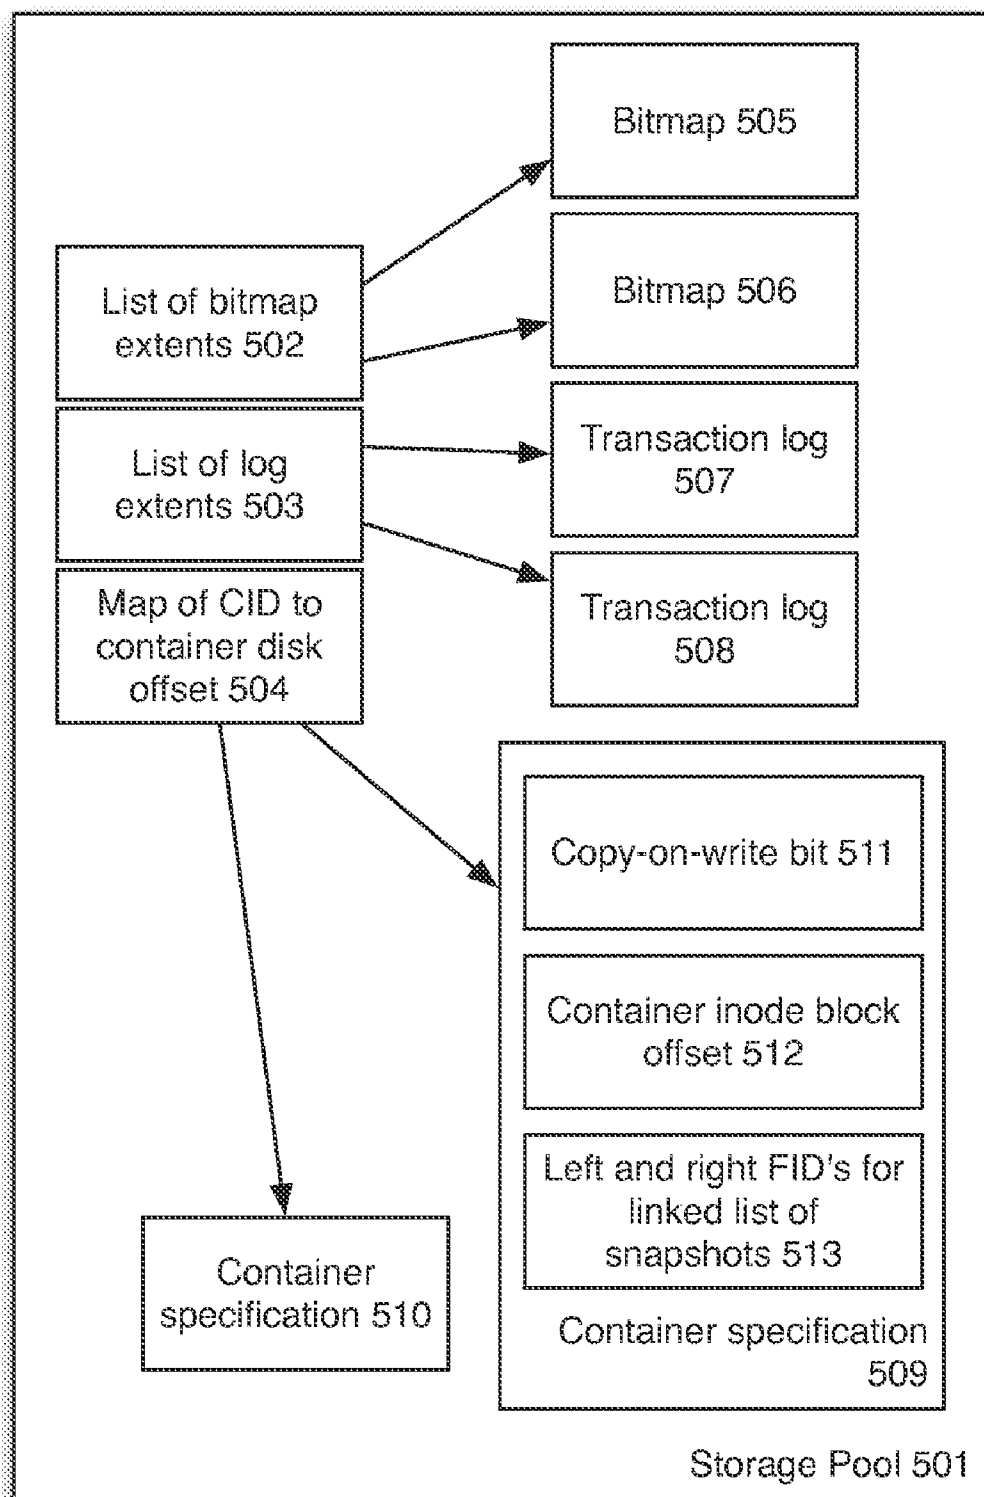 Bitmap 505
Bitmap 506
List of bitmap
extents 502
List of log
extents 503
Transaction log
507
Map of CID to
container disk
offset 504
Transaction log
508
Copy-on-write bit 511
Container inode block
offset 512
Left and right FID's for
linked list of
snapshots 513
Container
specification 510
Container specification
509
Storage Pool 501